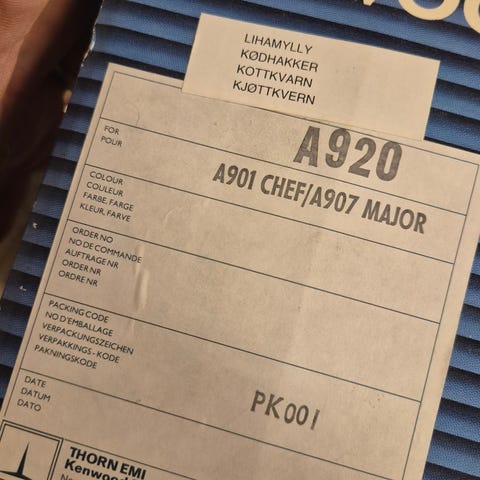 LIHAMYLLY
KØDHAKKER
KOTTKVARN
KJØTTKVERN
A920
FOR
POUR
A901 CHEF/A907 MAJOR
COLOUR
COULEUR
FARBE, FARGE
KLEUR, FARVE
ORDER NO
NO DE COMMANDE
AUFTRAGE NR
ORDER NR
ORDRE NR
PACKING CODE
NO D'EMBALLAGE
VERPACKUNGSZEICHEN
VERPAKKINGS - KODE
PAKNINGSKODE
PK001
DATE
DATUM
DATO
THORN EMI
Kenwood